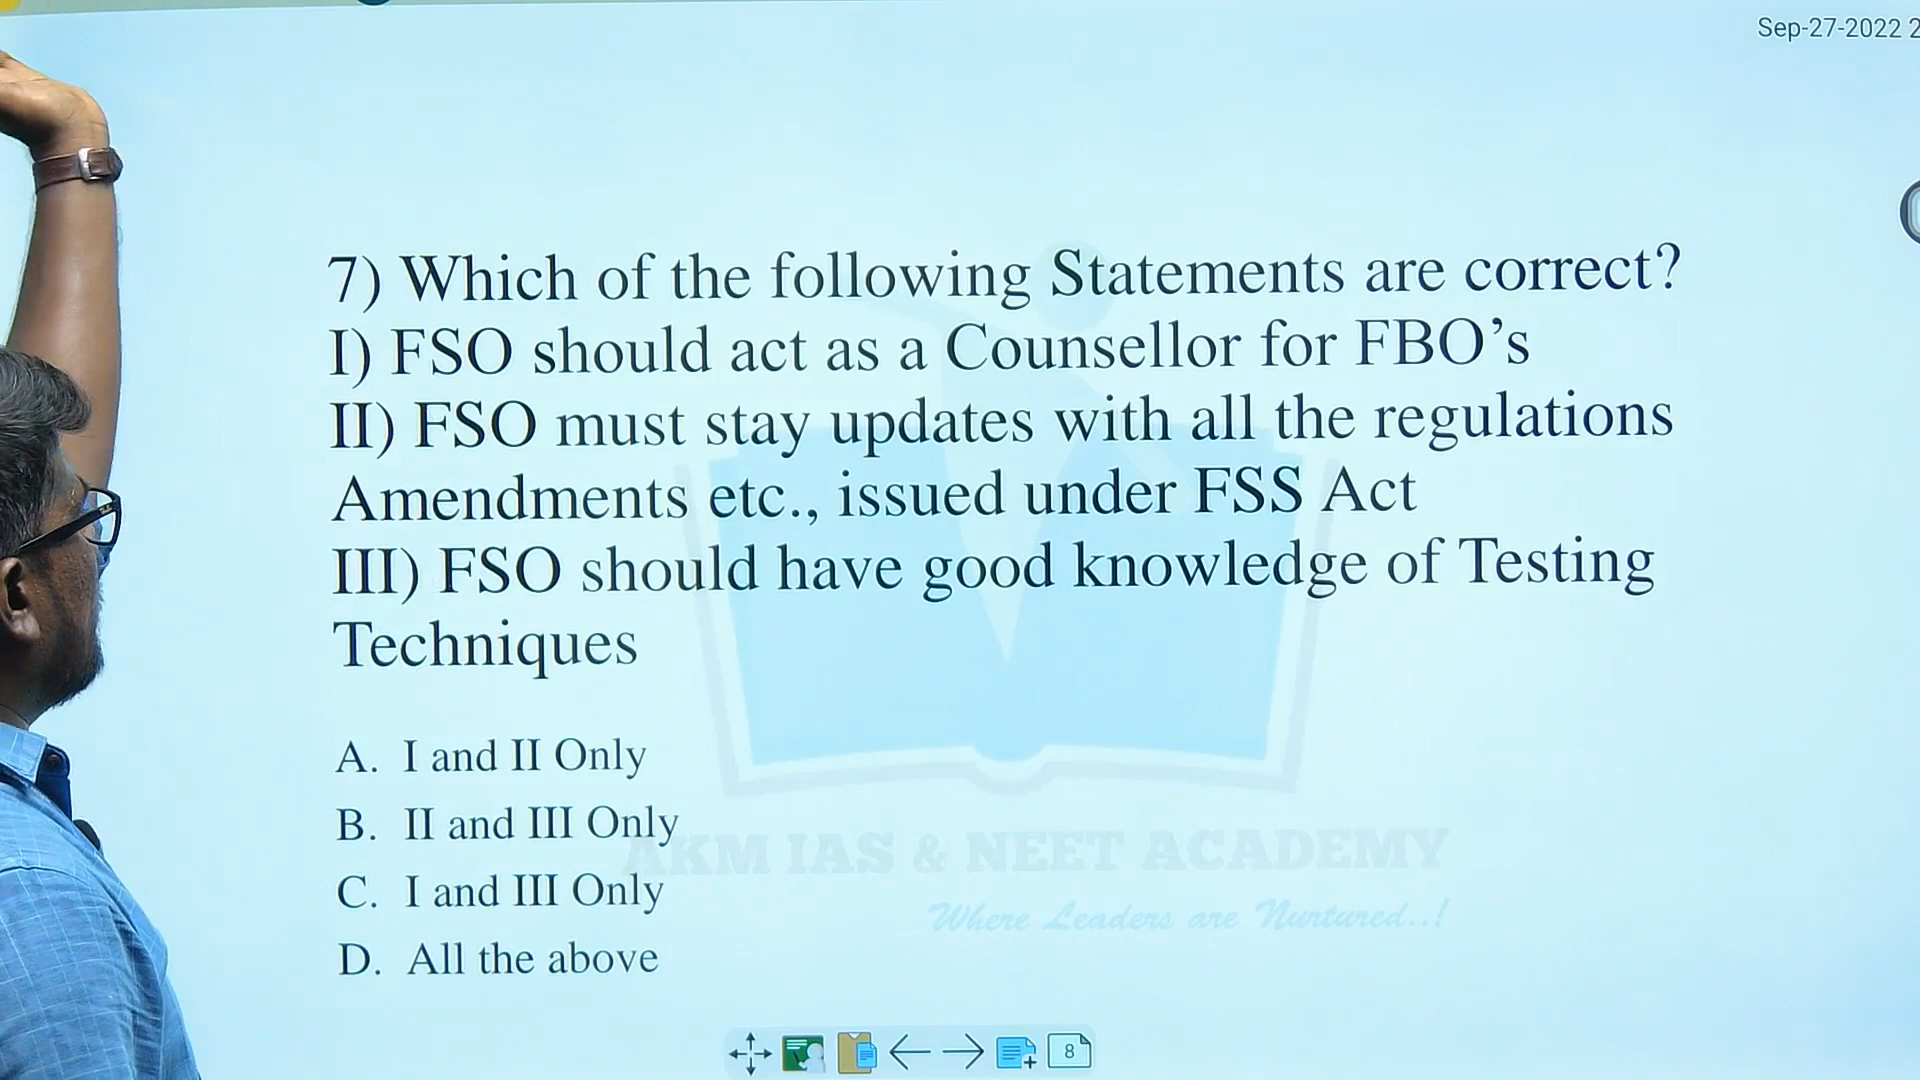 Sep-27-2022 2
7) Which of the following Statements are correct?
I) FSO should act as a Counsellor for FBO’s
II) FSO must stay updates with all the regulations
Amendments etc., issued under FSS Act
III) FSO should have good knowledge of Testing
Techniques
A. I and II Only
B. II and III Only
C. I and III Only
D. All the above
AKM IAS & NEET ACADEMY
Where Leaders are Nurtured..!
8